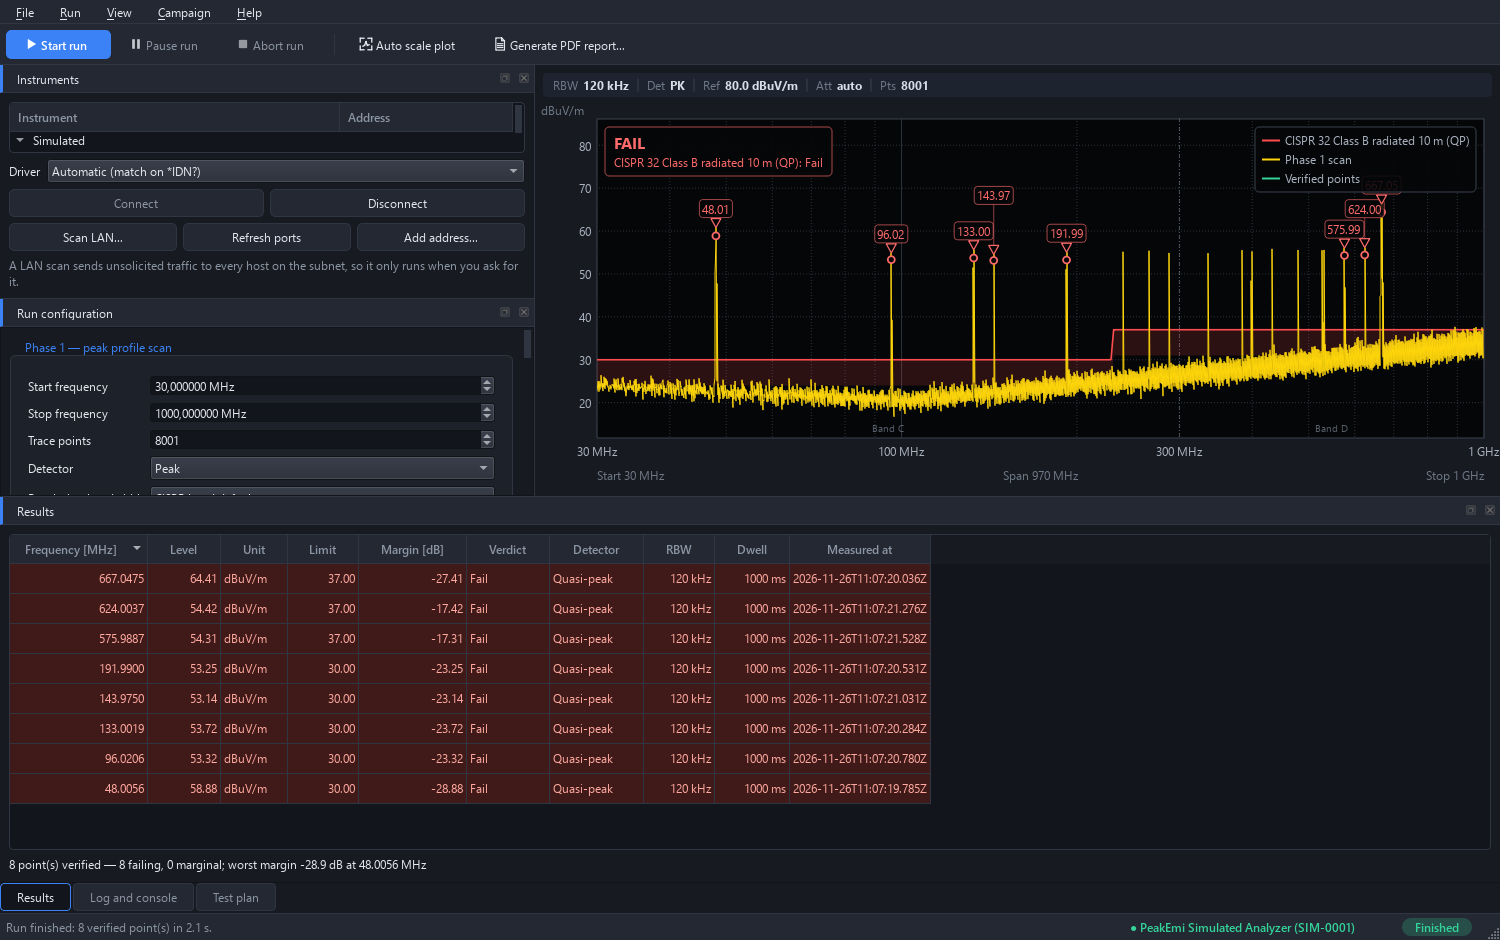 File Run View Campaign Help
Start run Pause run Abort run Auto scale plot Generate PDF report...
Instruments
Instrument Address
Simulated
Driver Automatic (match on *IDN?)
Connect Disconnect
Scan LAN... Refresh ports Add address...
A LAN scan sends unsolicited traffic to every host on the subnet, so it only runs when you ask for
it.
Run configuration
Phase 1 — peak profile scan
Start frequency 30,000000 MHz
Stop frequency 1000,000000 MHz
Trace points 8001
Detector Peak
RBW 120 kHz Det PK Ref 80.0 dBuV/m Att auto Pts 8001
dBuV/m
FAIL
CISPR 32 Class B radiated 10 m (QP): Fail
CISPR 32 Class B radiated 10 m (QP)
Phase 1 scan
Verified points
80
70
60
50
40
30
20
48.01
96.02
133.00
143.97
191.99
575.99
624.00
667.05
Band C
Band D
30 MHz 100 MHz 300 MHz 1 GHz
Start 30 MHz Span 970 MHz Stop 1 GHz
Results
Frequency [MHz] Level Unit Limit Margin [dB] Verdict Detector RBW Dwell Measured at
667.0475 64.41 dBuV/m 37.00 -27.41 Fail Quasi-peak 120 kHz 1000 ms 2026-11-26T11:07:20.036Z
624.0037 54.42 dBuV/m 37.00 -17.42 Fail Quasi-peak 120 kHz 1000 ms 2026-11-26T11:07:21.276Z
575.9887 54.31 dBuV/m 37.00 -17.31 Fail Quasi-peak 120 kHz 1000 ms 2026-11-26T11:07:21.528Z
191.9900 53.25 dBuV/m 30.00 -23.25 Fail Quasi-peak 120 kHz 1000 ms 2026-11-26T11:07:20.531Z
143.9750 53.14 dBuV/m 30.00 -23.14 Fail Quasi-peak 120 kHz 1000 ms 2026-11-26T11:07:21.031Z
133.0019 53.72 dBuV/m 30.00 -23.72 Fail Quasi-peak 120 kHz 1000 ms 2026-11-26T11:07:20.284Z
96.0206 53.32 dBuV/m 30.00 -23.32 Fail Quasi-peak 120 kHz 1000 ms 2026-11-26T11:07:20.780Z
48.0056 58.88 dBuV/m 30.00 -28.88 Fail Quasi-peak 120 kHz 1000 ms 2026-11-26T11:07:19.785Z
8 point(s) verified — 8 failing, 0 marginal; worst margin -28.9 dB at 48.0056 MHz
Results Log and console Test plan
Run finished: 8 verified point(s) in 2.1 s. PeakEmi Simulated Analyzer (SIM-0001) Finished